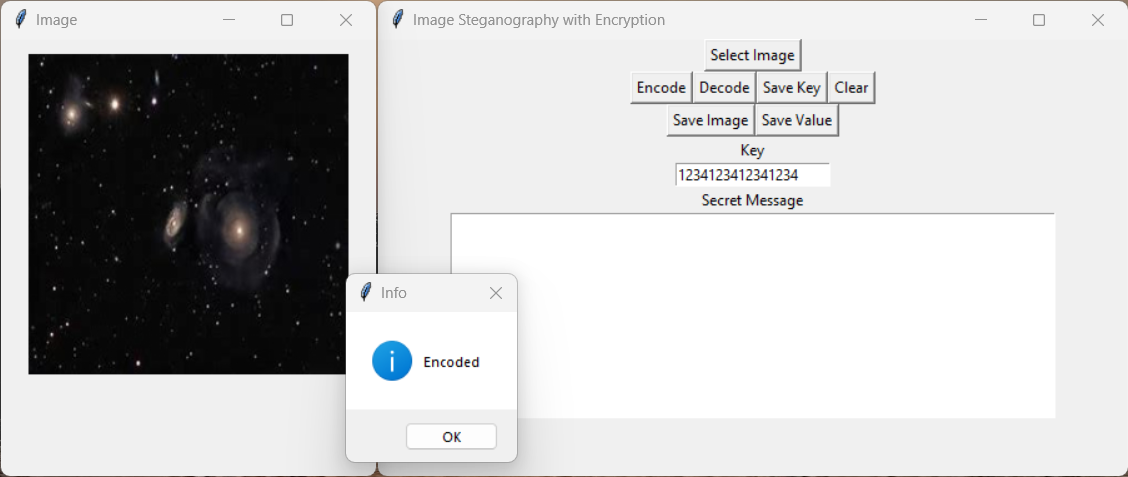 Image
Image Steganography with Encryption
Select Image
Encode Decode Save Key Clear
Save Image Save Value
Key
1234123412341234
Secret Message
Info
Encoded
OK